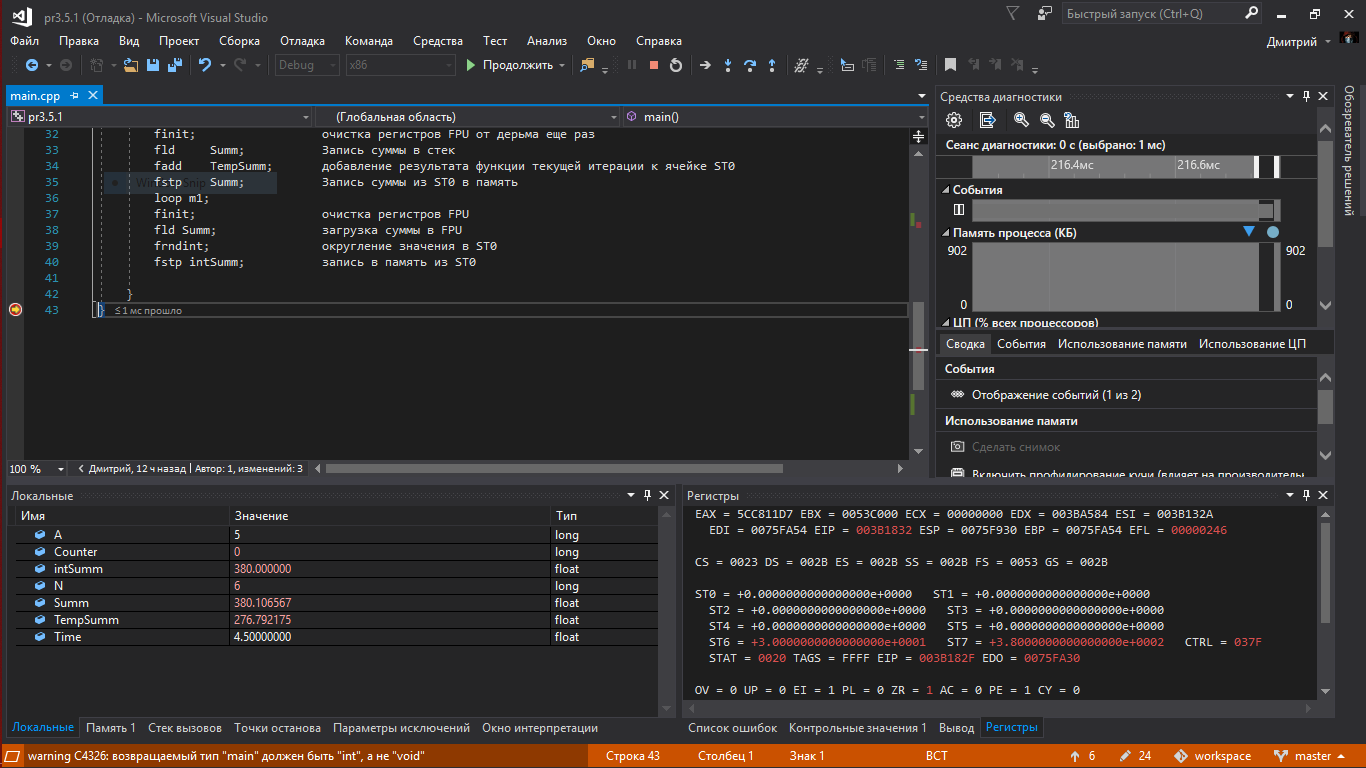 pr3.5.1 (Отладка) - Microsoft Visual Studio
Быстрый запуск (Ctrl+Q)
Файл Правка Вид Проект Сборка Отладка Команда Средства Тест Анализ Окно Справка
Дмитрий
Debug x86 Продолжить
main.cpp
pr3.5.1 (Глобальная область) main()
32 finit; очистка регистров FPU от дерьма еще раз
33 fld Summ; Запись суммы в стек
34 fadd TempSumm; добавление результата функции текущей итерации к ячейке ST0
35 fstp Summ; Запись суммы из ST0 в память
36 loop m1;
37 finit; очистка регистров FPU
38 fld Summ; загрузка суммы в FPU
39 frndint; округление значения в ST0
40 fstp intSumm; запись в память из ST0
41
42 }
43 } ≤ 1 мс прошло
100 % Дмитрий, 12 ч назад | Автор: 1, изменений: 3
Средства диагностики
Сеанс диагностики: 0 с (выбрано: 1 мс)
216.4мс 216.6мс
События
Память процесса (КБ)
902 902
0 0
ЦП (% всех процессоров)
Сводка События Использование памяти Использование ЦП
События
Отображение событий (1 из 2)
Использование памяти
Сделать снимок
Включить профилирование кучи (влияет на производитель
Обозреватель решений
Локальные
Имя Значение Тип
A 5 long
Counter 0 long
intSumm 380.000000 float
N 6 long
Summ 380.106567 float
TempSumm 276.792175 float
Time 4.50000000 float
Локальные Память 1 Стек вызовов Точки останова Параметры исключений Окно интерпретации
Регистры
EAX = 5CC811D7 EBX = 0053C000 ECX = 00000000 EDX = 003BA584 ESI = 003B132A
EDI = 0075FA54 EIP = 003B1832 ESP = 0075F930 EBP = 0075FA54 EFL = 00000246
CS = 0023 DS = 002B ES = 002B SS = 002B FS = 0053 GS = 002B
ST0 = +0.0000000000000000e+0000 ST1 = +0.0000000000000000e+0000
ST2 = +0.0000000000000000e+0000 ST3 = +0.0000000000000000e+0000
ST4 = +0.0000000000000000e+0000 ST5 = +0.0000000000000000e+0000
ST6 = +3.0000000000000000e+0001 ST7 = +3.8000000000000000e+0002 CTRL = 037F
STAT = 0020 TAGS = FFFF EIP = 003B182F EDO = 0075FA30
OV = 0 UP = 0 EI = 1 PL = 0 ZR = 1 AC = 0 PE = 1 CY = 0
Список ошибок Контрольные значения 1 Вывод Регистры
warning C4326: возвращаемый тип "main" должен быть "int", а не "void" Строка 43 Столбец 1 Знак 1 ВСТ 6 24 workspace master